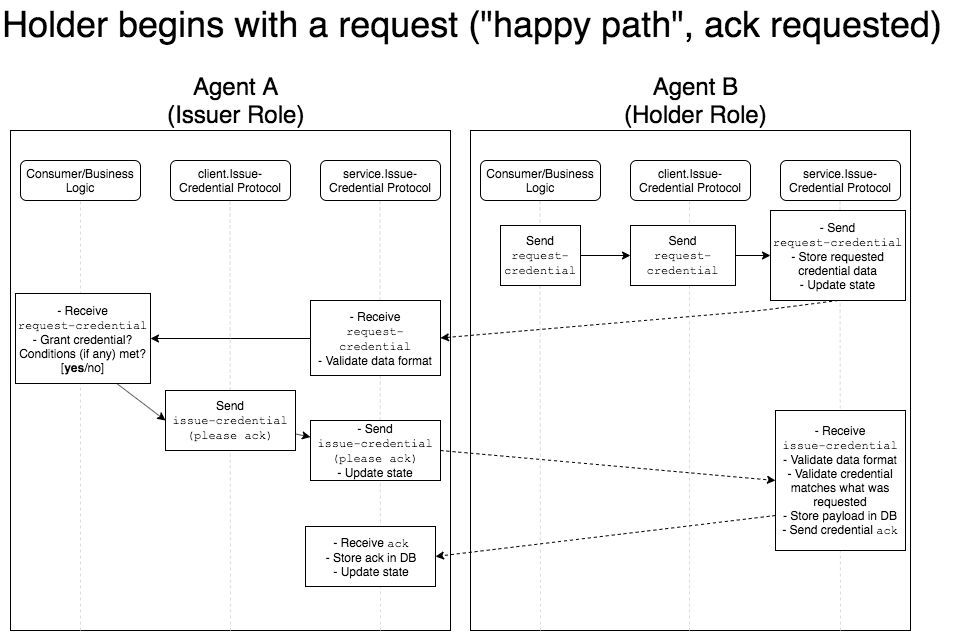 Holder begins with a request ("happy path", ack requested)
Agent A
(Issuer Role)
Agent B
(Holder Role)
Consumer/Business
Logic
client.Issue-
Credential Protocol
service.Issue-
Credential Protocol
Consumer/Business
Logic
client.Issue-
Credential Protocol
service.Issue-
Credential Protocol
Send
request-
credential
Send
request-
credential
- Send
request-credential
- Store requested
credential data
- Update state
- Receive
request-
credential
- Validate data format
- Receive
request-credential
- Grant credential?
Conditions (if any) met?
[yes/no]
Send
issue-credential
(please ack)
- Send
issue-credential
(please ack)
- Update state
- Receive
issue-credential
- Validate data format
- Validate credential
matches what was
requested
- Store payload in DB
- Send credential ack
- Receive ack
- Store ack in DB
- Update state